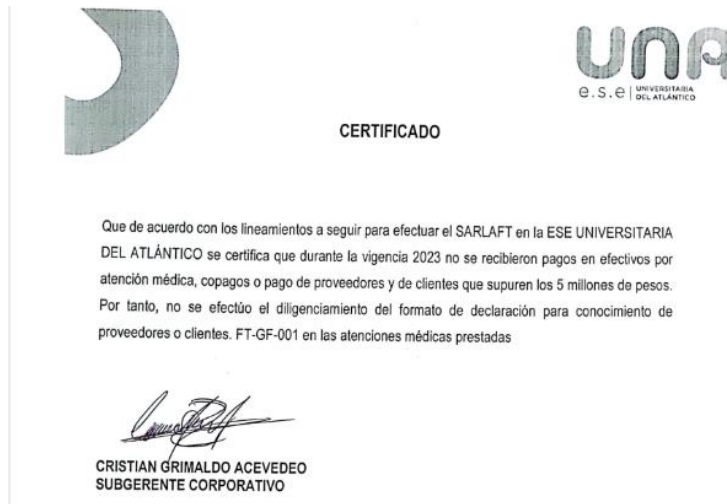 UNA
e.s.e UNIVERSITARIA
DEL ATLÁNTICO
CERTIFICADO
Que de acuerdo con los lineamientos a seguir para efectuar el SARLAFT en la ESE UNIVERSITARIA
DEL ATLÁNTICO se certifica que durante la vigencia 2023 no se recibieron pagos en efectivos por
atención médica, copagos o pago de proveedores y de clientes que supuren los 5 millones de pesos.
Por tanto, no se efectúo el diligenciamiento del formato de declaración para conocimiento de
proveedores o clientes. FT-GF-001 en las atenciones médicas prestadas
CRISTIAN GRIMALDO ACEVEDEO
SUBGERENTE CORPORATIVO